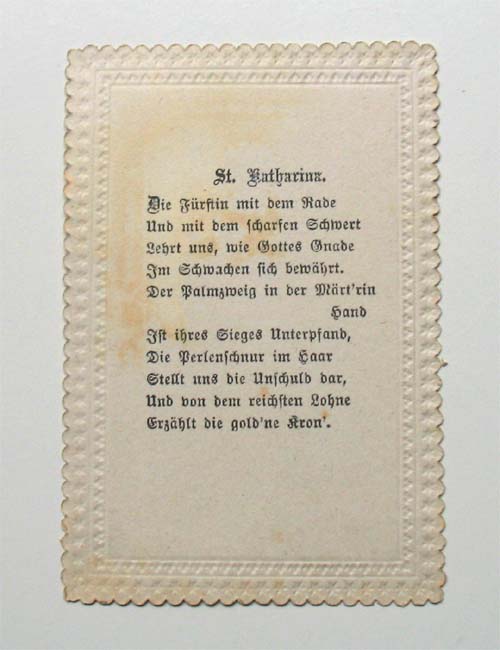 St. Katharina.
Die Fürstin mit dem Rade
Und mit dem scharfen Schwert
Lehrt uns, wie Gottes Gnade
Im Schwachen sich bewährt.
Der Palmzweig in der Märt'rin
Hand
Ist ihres Sieges Unterpfand,
Die Perlenschnur im Haar
Stellt uns die Unschuld dar,
Und von dem reichsten Lohne
Erzählt die gold'ne Kron'.